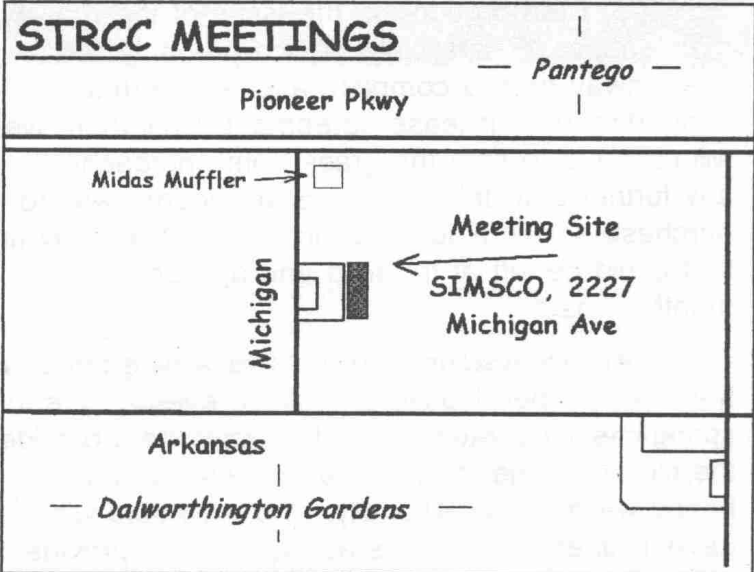 STRCC MEETINGS
Pantego
Pioneer Pkwy
Midas Muffler
Meeting Site
SIMSCO, 2227
Michigan Ave
Michigan
Arkansas
Dalworthington Gardens